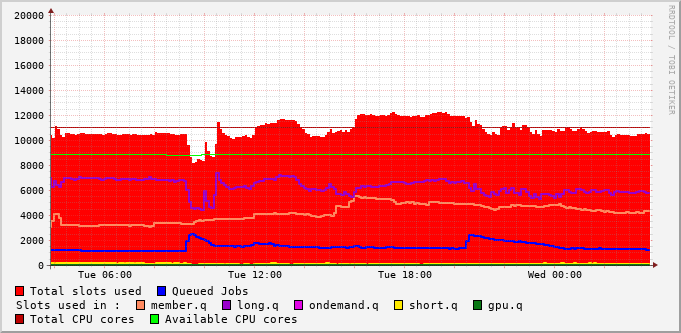 RRDTOOL / TOBI OETIKER
20000
18000
16000
14000
12000
10000
8000
6000
4000
2000
0
Tue 06:00 Tue 12:00 Tue 18:00 Wed 00:00
Total slots used Queued Jobs
Slots used in : member.q long.q ondemand.q short.q gpu.q
Total CPU cores Available CPU cores